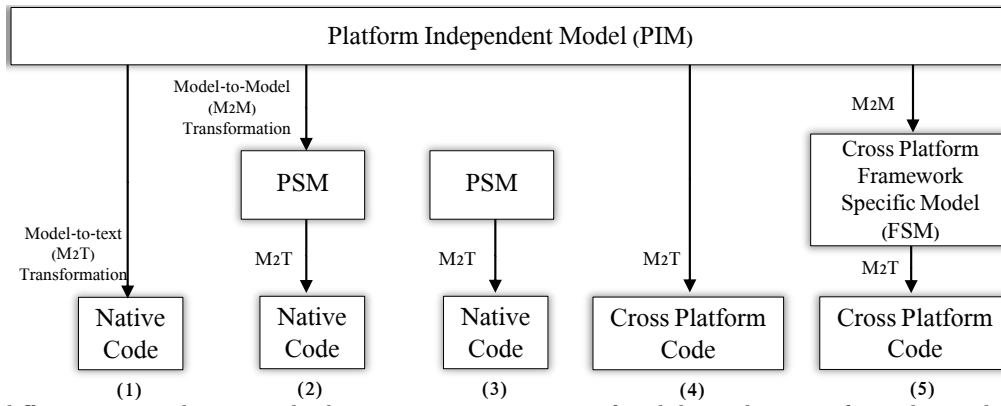 Platform Independent Model (PIM)
Model-to-Model
(M2M)
Transformation
M2M
PSM
PSM
Cross Platform
Framework
Specific Model
(FSM)
Model-to-text
(M2T)
Transformation
M2T
M2T
M2T
M2T
Native
Code
Native
Code
Native
Code
Cross Platform
Code
Cross Platform
Code
(1)
(2)
(3)
(4)
(5)